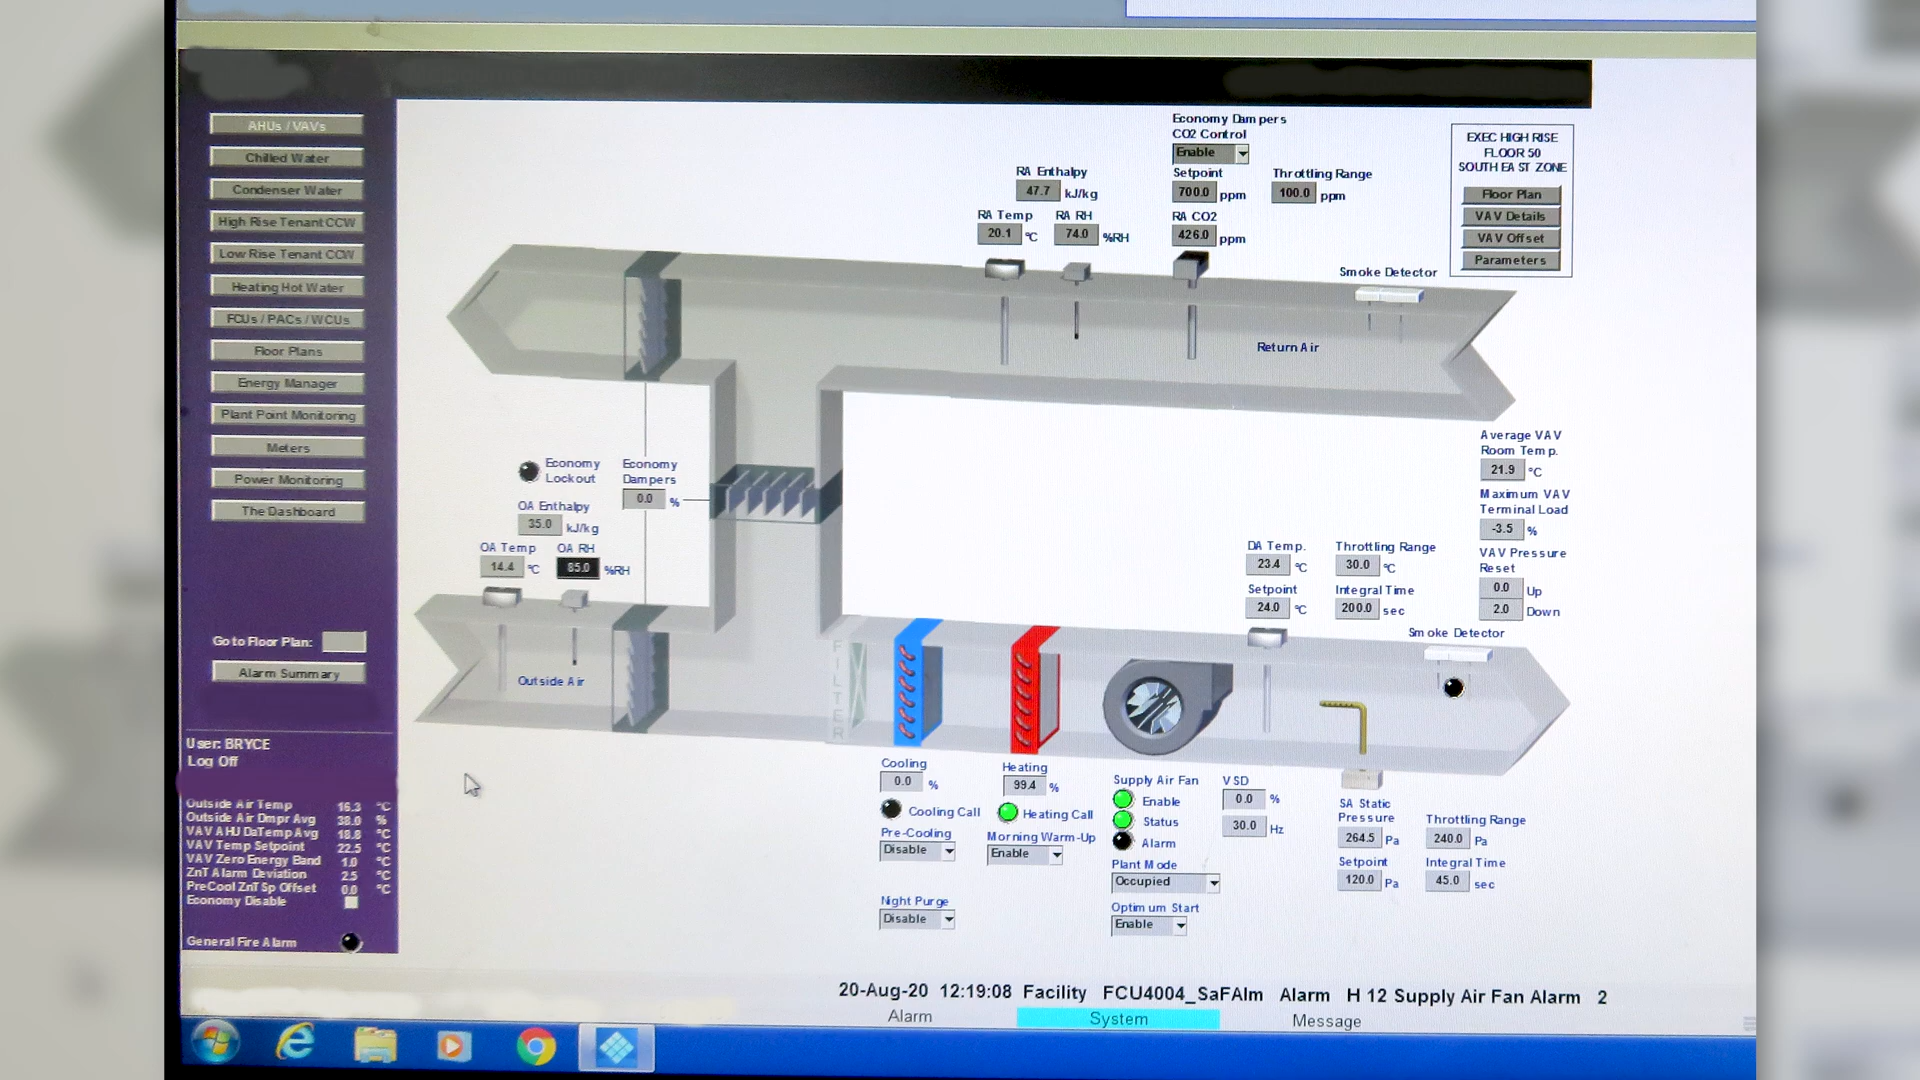 AHUs / VAVs
Chilled Water
Condenser Water
High Rise Tenant CCW
Low Rise Tenant CCW
Heating Hot Water
FCUs / PACs / WCUs
Floor Plans
Energy Manager
Plant Point Monitoring
Meters
Power Monitoring
The Dashboard
Go to Floor Plan:
Alarm Summary
User: BRYCE
Log Off
Outside Air Temp 16.3 °C
Outside Air Dmpr Avg 38.0 %
VAV AHU DaTemp Avg 18.8 °C
VAV Temp Setpoint 22.5 °C
VAV Zero Energy Band 1.0 °C
ZnT Alarm Deviation 2.5 °C
PreCool ZnT Sp Offset 0.0 °C
Economy Disable
General Fire Alarm
Economy Dampers
CO2 Control
Enable
Setpoint Throttling Range
700.0 ppm 100.0 ppm
RA CO2
426.0 ppm
RA Enthalpy
47.7 kJ/kg
RA Temp RA RH
20.1 °C 74.0 %RH
EXEC HIGH RISE
FLOOR 50
SOUTH EAST ZONE
Floor Plan
VAV Details
VAV Offset
Parameters
Smoke Detector
Return Air
Economy
Lockout
Economy
Dampers
0.0 %
OA Enthalpy
35.0 kJ/kg
OA Temp OA RH
14.4 °C 85.0 %RH
Outside Air
FILTER
Average VAV
Room Temp.
21.9 °C
Maximum VAV
Terminal Load
-3.5 %
VAV Pressure
Reset
0.0 Up
2.0 Down
DA Temp. Throttling Range
23.4 °C 30.0 °C
Setpoint Integral Time
24.0 °C 200.0 sec
Smoke Detector
Cooling
0.0 %
Cooling Call
Pre-Cooling
Disable
Night Purge
Disable
Heating
99.4 %
Heating Call
Morning Warm-Up
Enable
Supply Air Fan
Enable
Status
Alarm
VSD
0.0 %
30.0 Hz
Plant Mode
Occupied
Optimum Start
Enable
SA Static
Pressure
264.5 Pa
Setpoint
120.0 Pa
Throttling Range
240.0 Pa
Integral Time
45.0 sec
20-Aug-20 12:19:08 Facility FCU4004_SaFAlm Alarm H 12 Supply Air Fan Alarm 2
Alarm System Message